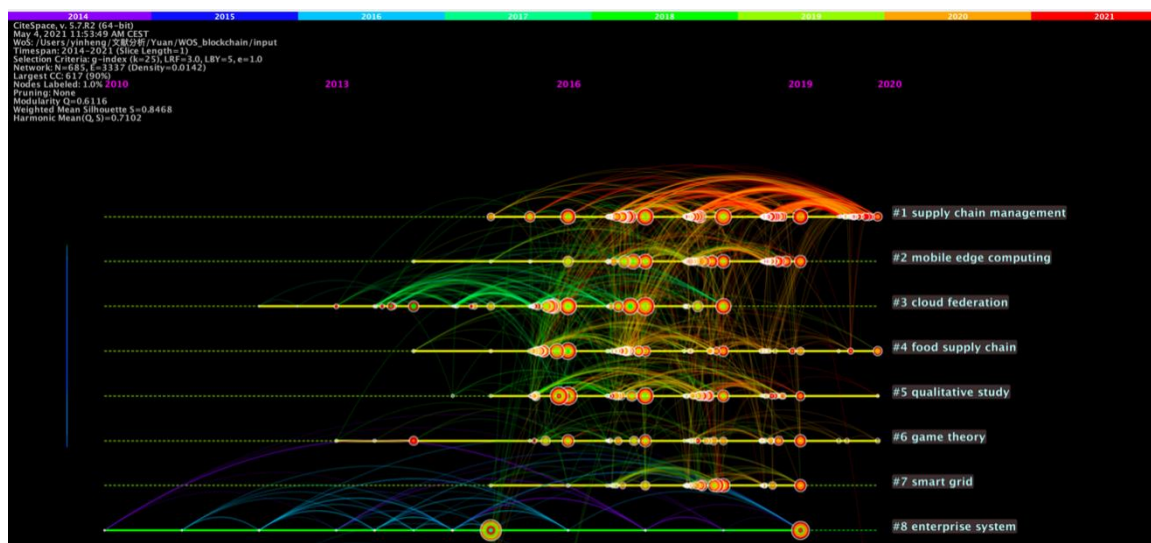 2014 2015 2016 2017 2018 2019 2020 2021
CiteSpace, v. 5.7.R2 (64-bit)
May 4, 2021 11:53:49 AM CEST
WoS: /Users/yinheng/文献分析/Yuan/WOS_blockchain/input
Timespan: 2014-2021 (Slice Length=1)
Selection Criteria: g-index (k=25), LRF=3.0, LBY=5, e=1.0
Network: N=685, E=3337 (Density=0.0142)
Largest CC: 617 (90%)
Nodes Labeled: 1.0%
Pruning: None
Modularity Q=0.6116
Weighted Mean Silhouette S=0.8468
Harmonic Mean(Q, S)=0.7102
2010 2013 2016 2019 2020
#1 supply chain management
#2 mobile edge computing
#3 cloud federation
#4 food supply chain
#5 qualitative study
#6 game theory
#7 smart grid
#8 enterprise system